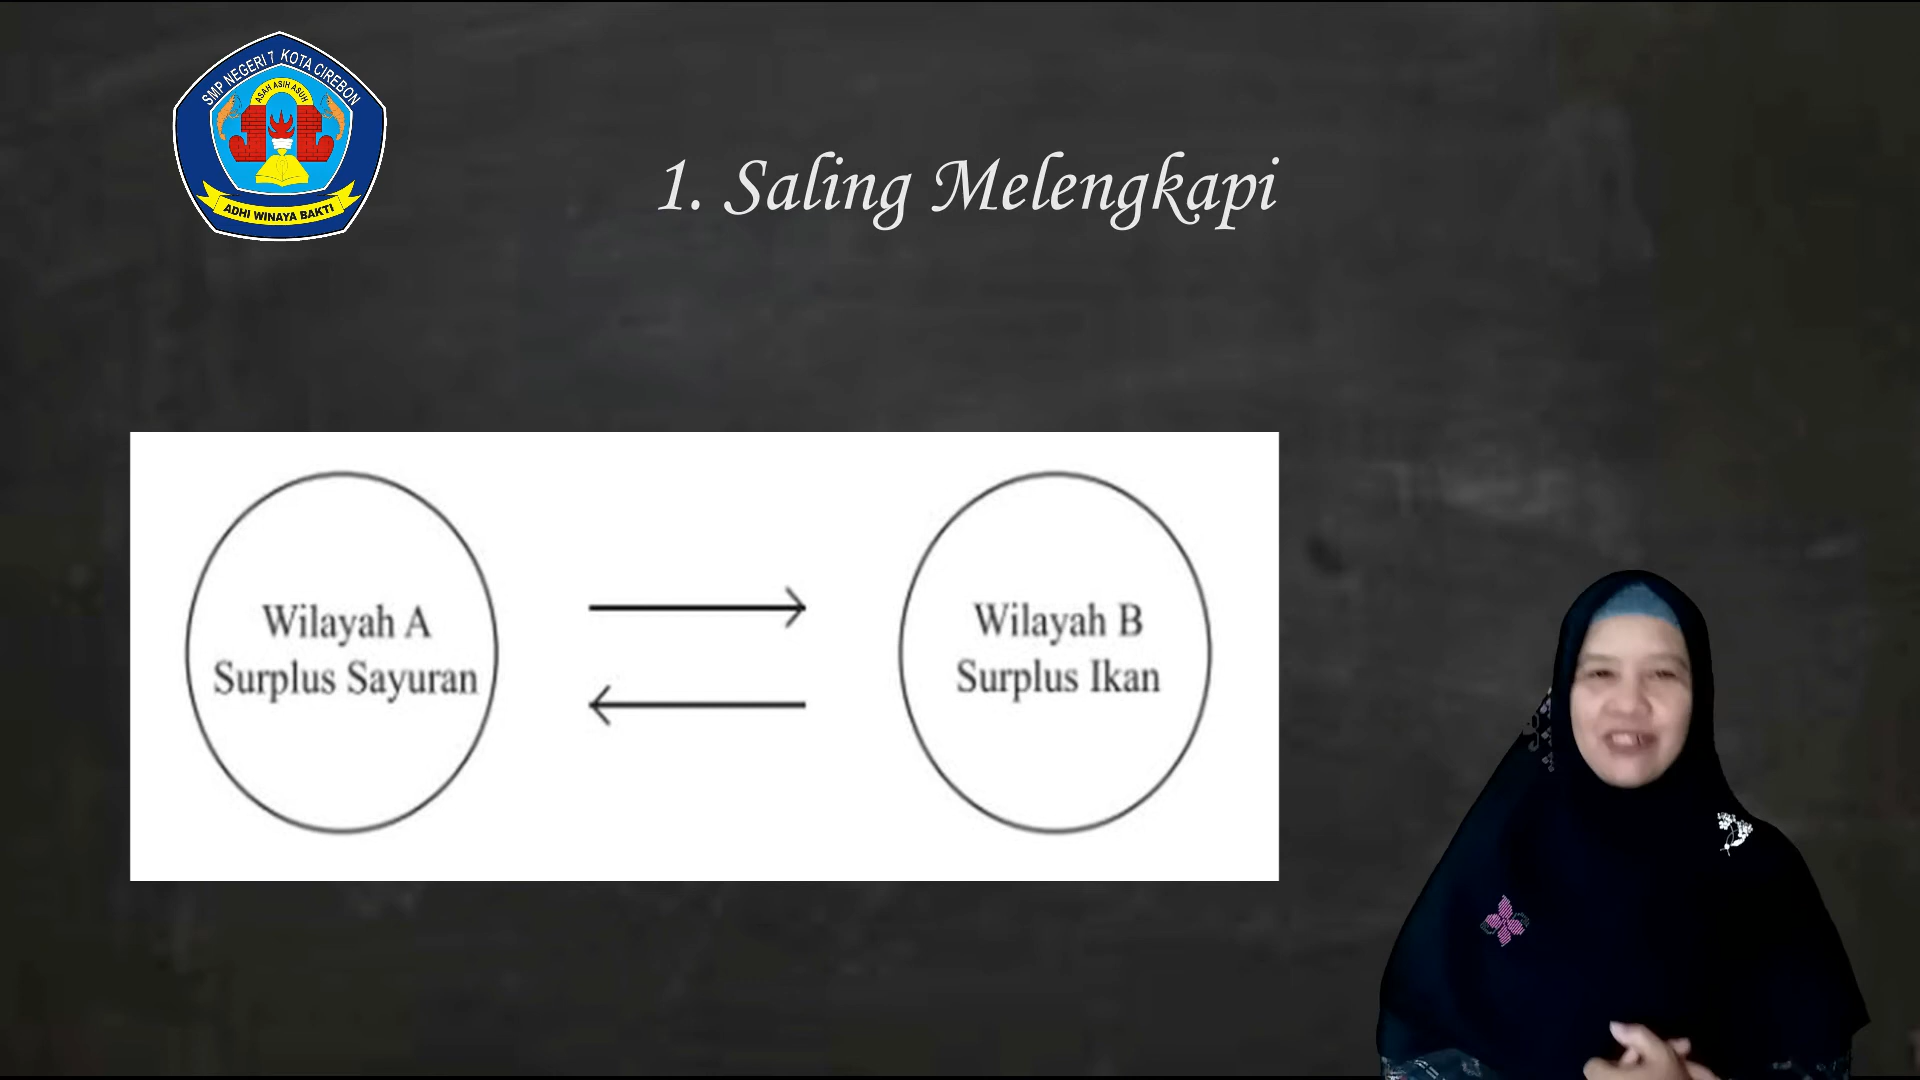 SMP NEGERI 7 KOTA CIREBON
ASAH ASIH ASUH
ADHI WINAYA BAKTI
1. Saling Melengkapi
Wilayah A
Surplus Sayuran
Wilayah B
Surplus Ikan